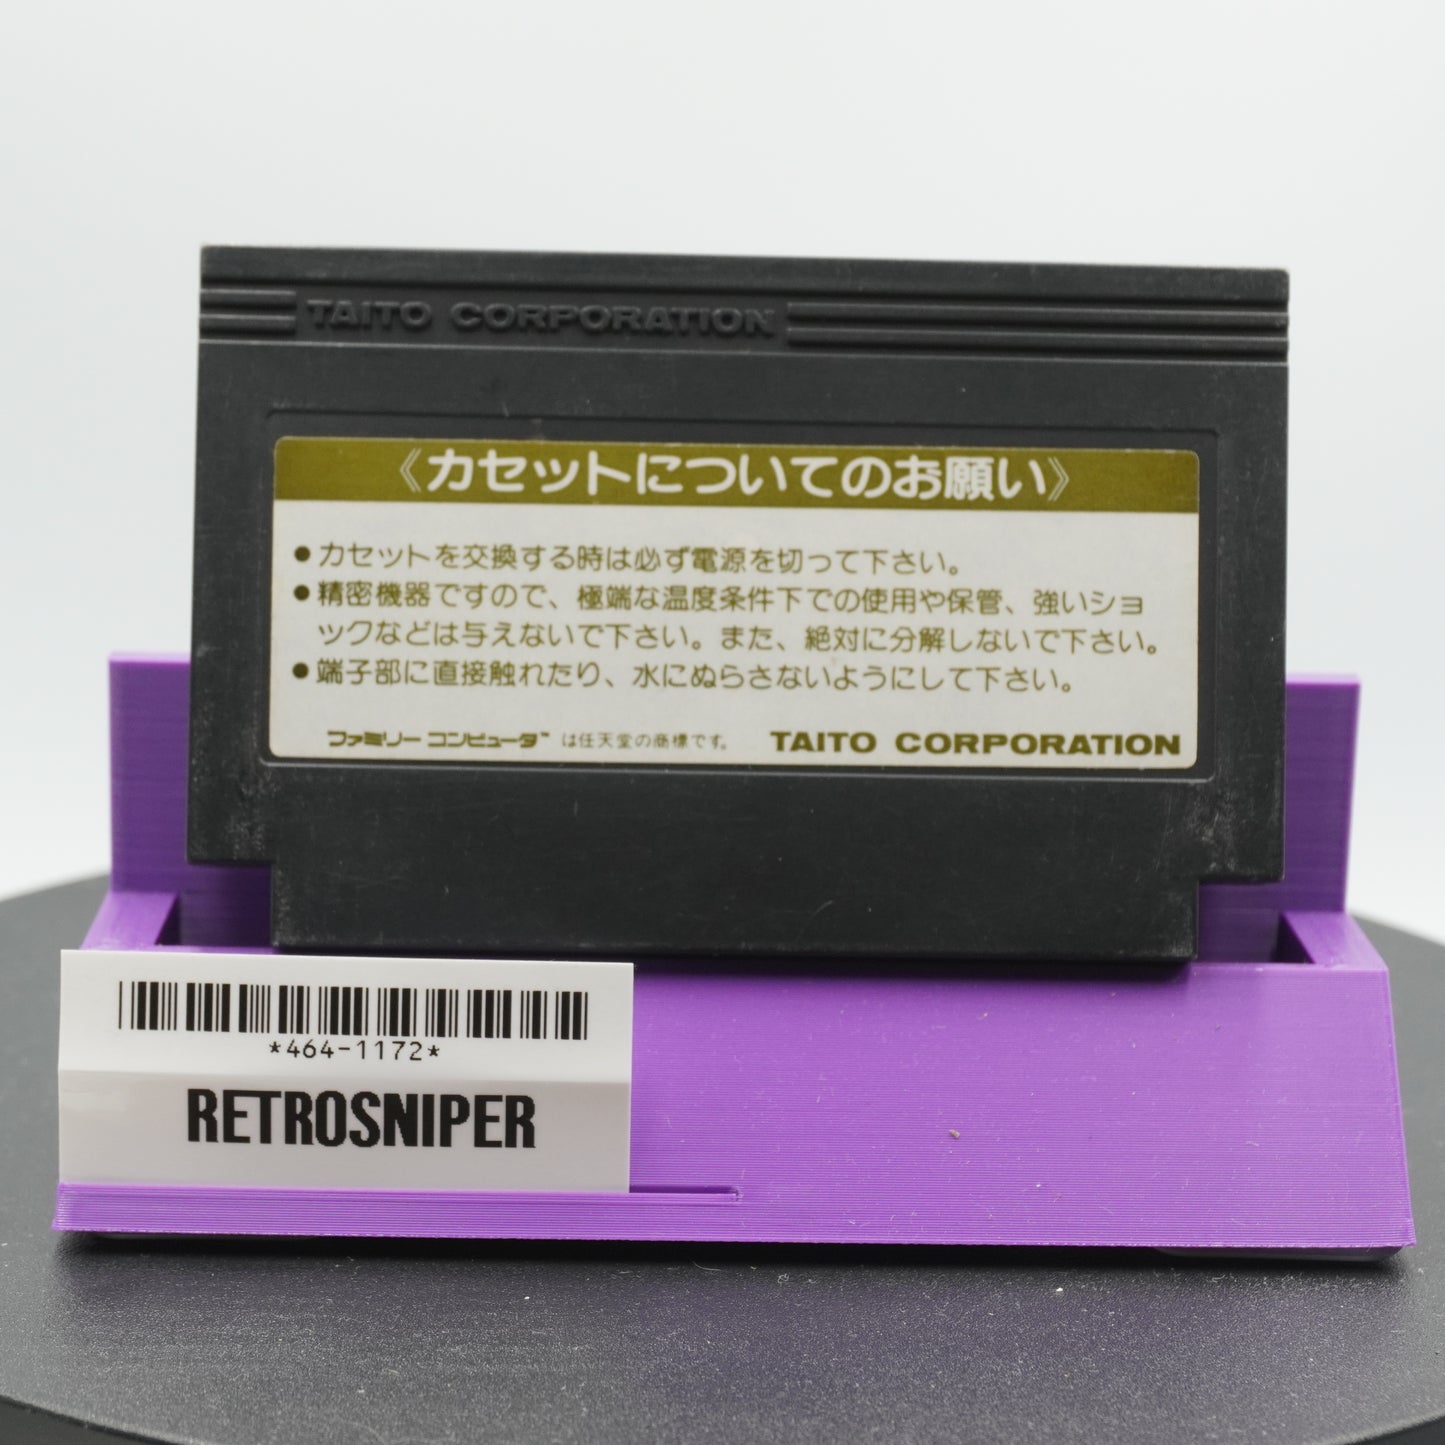 TAITO CORPORATION
《カセットについてのお願い》
●カセットを交換する時は必ず電源を切って下さい。
●精密機器ですので、極端な温度条件下での使用や保管、強いショ
ックなどは与えないで下さい。また、絶対に分解しないで下さい。
●端子部に直接触れたり、水にぬらさないようにして下さい。
ファミリーコンピュータ™ は任天堂の商標です。 TAITO CORPORATION
*464-1172*
RETROSNIPER